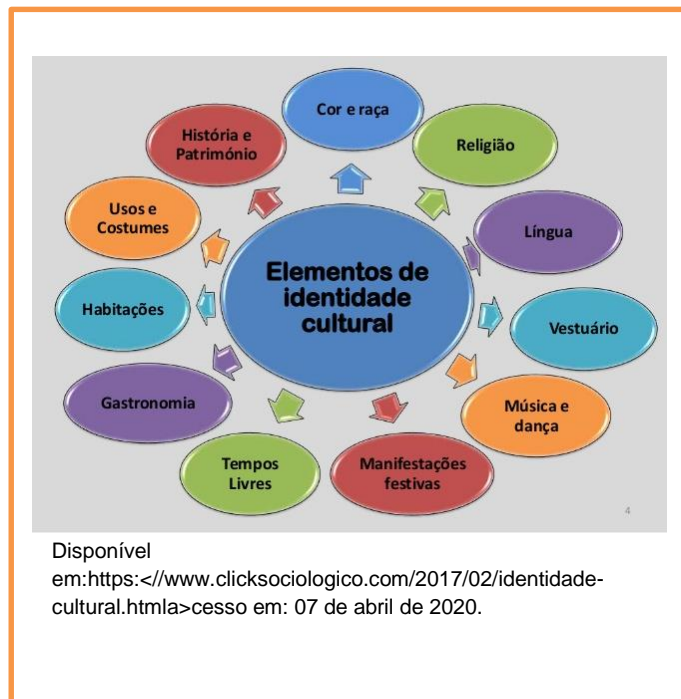 Cor e raça
Religião
Língua
Vestuário
Música e
dança
Manifestações
festivas
Tempos
Livres
Gastronomia
Habitações
Usos e
Costumes
História e
Património
Elementos de
identidade
cultural
4
Disponível
em:https:<//www.clicksociologico.com/2017/02/identidade-
cultural.htmla>cesso em: 07 de abril de 2020.